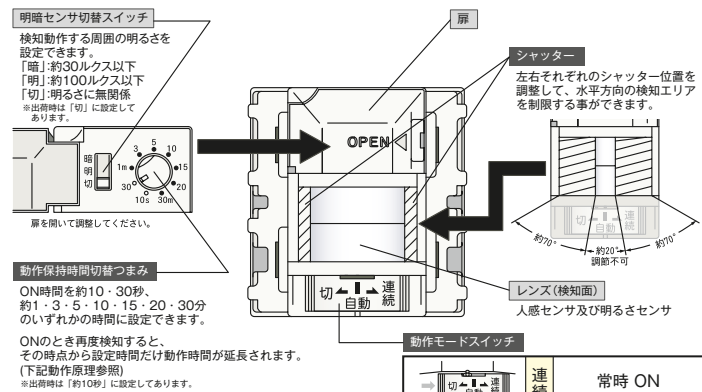 明暗センサ切替スイッチ
検知動作する周囲の明るさを
設定できます。
「暗」:約30ルクス以下
「明」:約100ルクス以下
「切」:明るさに無関係
※出荷時は「切」に設定して
あります。
暗
明
切
3
5
10
1m
15
30
20
10s
30m
扉を開いて調整してください。
動作保持時間切替つまみ
ON時間を約10・30秒、
約1・3・5・10・15・20・30分
のいずれかの時間に設定できます。
ONのとき再度検知すると、
その時点から設定時間だけ動作時間が延長されます。
(下記動作原理参照)
※出荷時は「約10秒」に設定してあります。
扉
OPEN
切
自動
連続
シャッター
左右それぞれのシャッター位置を
調整して、水平方向の検知エリア
を制限する事ができます。
切
自動
連続
約70°
約20°
約70°
調節不可
レンズ(検知面)
人感センサ及び明るさセンサ
動作モードスイッチ
切
自動
連続
連続
常時 ON